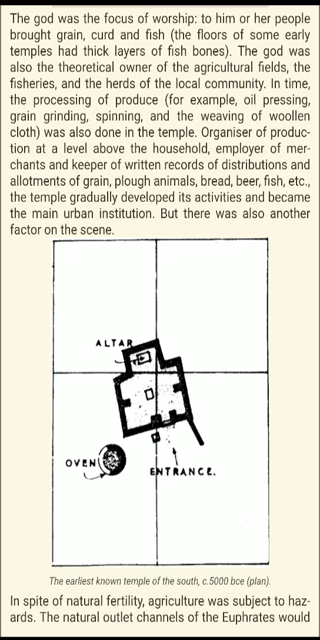 The god was the focus of worship: to him or her people
brought grain, curd and fish (the floors of some early
temples had thick layers of fish bones). The god was
also the theoretical owner of the agricultural fields, the
fisheries, and the herds of the local community. In time,
the processing of produce (for example, oil pressing,
grain grinding, spinning, and the weaving of woollen
cloth) was also done in the temple. Organiser of produc-
tion at a level above the household, employer of mer-
chants and keeper of written records of distributions and
allotments of grain, plough animals, bread, beer, fish, etc.,
the temple gradually developed its activities and became
the main urban institution. But there was also another
factor on the scene.
ALTAR
OVEN
ENTRANCE.
The earliest known temple of the south, c.5000 bce (plan).
In spite of natural fertility, agriculture was subject to haz-
ards. The natural outlet channels of the Euphrates would